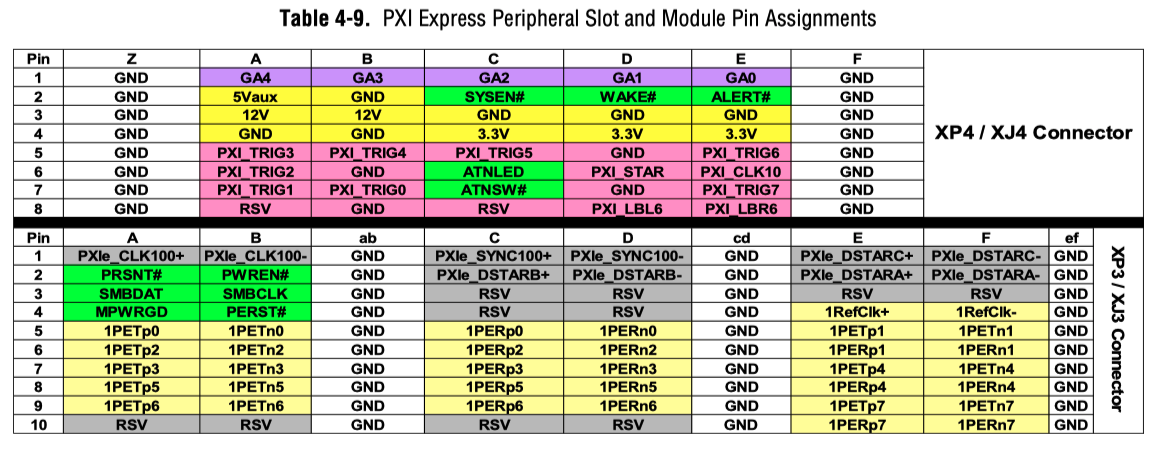 Table 4-9. PXI Express Peripheral Slot and Module Pin Assignments
Pin Z A B C D E F
1 GND GA4 GA3 GA2 GA1 GA0 GND
2 GND 5Vaux GND SYSEN# WAKE# ALERT# GND
3 GND 12V 12V GND GND GND GND
4 GND GND GND 3.3V 3.3V 3.3V GND
XP4 / XJ4 Connector
5 GND PXI_TRIG3 PXI_TRIG4 PXI_TRIG5 GND PXI_TRIG6 GND
6 GND PXI_TRIG2 GND ATNLED PXI_STAR PXI_CLK10 GND
7 GND PXI_TRIG1 PXI_TRIG0 ATNSW# GND PXI_TRIG7 GND
8 GND RSV GND RSV PXI_LBL6 PXI_LBR6 GND
Pin A B ab C D cd E F ef
1 PXIe_CLK100+ PXIe_CLK100- GND PXIe_SYNC100+ PXIe_SYNC100- GND PXIe_DSTARC+ PXIe_DSTARC- GND
2 PRSNT# PWREN# GND PXIe_DSTARB+ PXIe_DSTARB- GND PXIe_DSTARA+ PXIe_DSTARA- GND
3 SMBDAT SMBCLK GND RSV RSV GND RSV RSV GND
4 MPWRGD PERST# GND RSV RSV GND 1RefClk+ 1RefClk- GND
5 1PETp0 1PETn0 GND 1PERp0 1PERn0 GND 1PETp1 1PETn1 GND
6 1PETp2 1PETn2 GND 1PERp2 1PERn2 GND 1PERp1 1PERn1 GND
7 1PETp3 1PETn3 GND 1PERp3 1PERn3 GND 1PETp4 1PETn4 GND
8 1PETp5 1PETn5 GND 1PERp5 1PERn5 GND 1PERp4 1PERn4 GND
9 1PETp6 1PETn6 GND 1PERp6 1PERn6 GND 1PETp7 1PETn7 GND
10 RSV RSV GND RSV RSV GND 1PERp7 1PERn7 GND
XP3 / XJ3 Connector